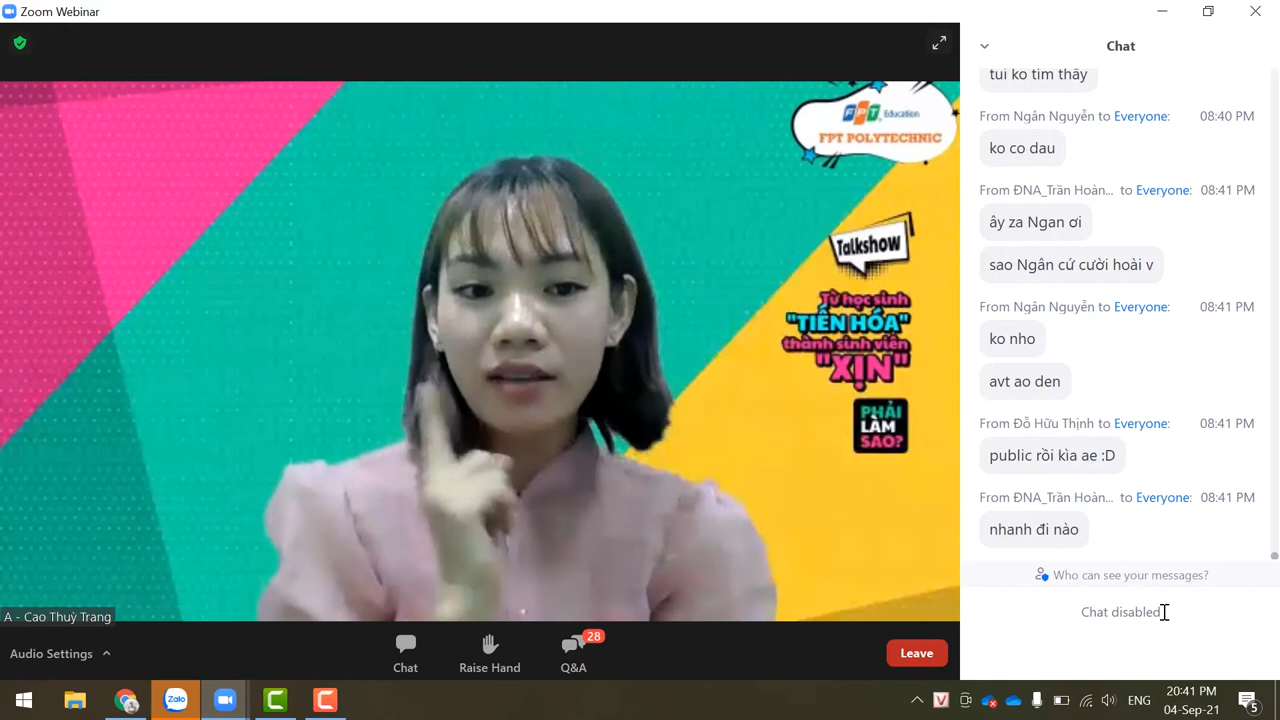 Zoom Webinar
FPT Education
FPT POLYTECHNIC
Talkshow
Từ học sinh
"TIẾN HÓA"
thành sinh viên
"XỊN"
PHẢI
LÀM
SAO?
A - Cao Thuỳ Trang
Audio Settings
Chat
Raise Hand
28
Q&A
Leave
Chat
tui ko tìm thấy
From Ngân Nguyễn to Everyone: 08:40 PM
ko co dau
From ĐNA_Trần Hoàn... to Everyone: 08:41 PM
ây za Ngan ơi
sao Ngân cứ cười hoài v
From Ngân Nguyễn to Everyone: 08:41 PM
ko nho
avt ao den
From Đỗ Hữu Thịnh to Everyone: 08:41 PM
public rồi kìa ae :D
From ĐNA_Trần Hoàn... to Everyone: 08:41 PM
nhanh đi nào
Who can see your messages?
Chat disabled
Zalo
C
C
V
ENG
20:41 PM
04-Sep-21
5